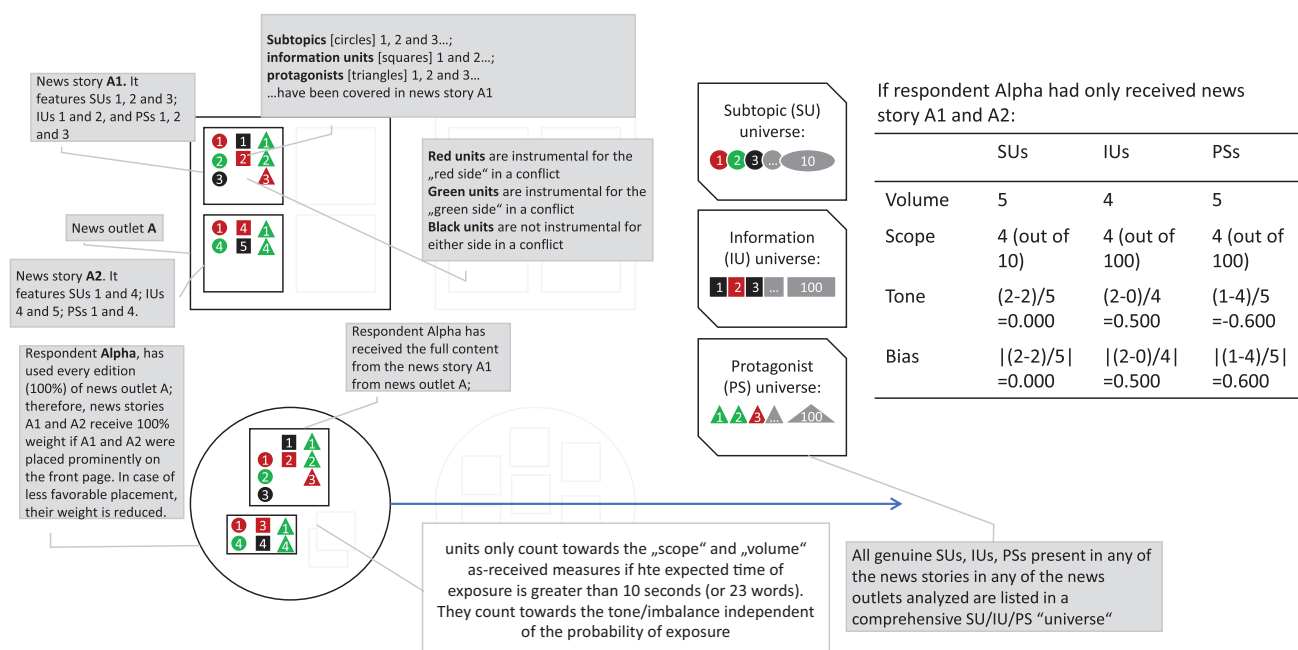 Subtopics [circles] 1, 2 and 3…;
information units [squares] 1 and 2…;
protagonists [triangles] 1, 2 and 3…
…have been covered in news story A1
News story A1. It
features SUs 1, 2 and 3;
IUs 1 and 2, and PSs 1, 2
and 3
1 1 1
2 2 2
3 3
Red units are instrumental for the
„red side“ in a conflict
Green units are instrumental for the
„green side“ in a conflict
Black units are not instrumental for
either side in a conflict
News outlet A
1 4 1
4 5 4
News story A2. It
features SUs 1 and 4; IUs
4 and 5; PSs 1 and 4.
Respondent Alpha has
received the full content
from the news story A1
from news outlet A;
Respondent Alpha, has
used every edition
(100%) of news outlet A;
therefore, news stories
A1 and A2 receive 100%
weight if A1 and A2 were
placed prominently on
the front page. In case of
less favorable placement,
their weight is reduced.
1 1
1 2 2
2 3
3
1 3 1
4 4 4
units only count towards the „scope“ and „volume“
as-received measures if hte expected time of
exposure is greater than 10 seconds (or 23 words).
They count towards the tone/imbalance independent
of the probability of exposure
Subtopic (SU)
universe:
1 2 3 … 10
Information
(IU) universe:
1 2 3 … 100
Protagonist
(PS) universe:
1 2 3 … 100
All genuine SUs, IUs, PSs present in any of
the news stories in any of the news
outlets analyzed are listed in a
comprehensive SU/IU/PS “universe“
If respondent Alpha had only received news
story A1 and A2:
SUs IUs PSs
Volume 5 4 5
Scope 4 (out of 4 (out of 4 (out of
10) 100) 100)
Tone (2-2)/5 (2-0)/4 (1-4)/5
=0.000 =0.500 =-0.600
Bias |(2-2)/5| |(2-0)/4| |(1-4)/5|
=0.000 =0.500 =0.600